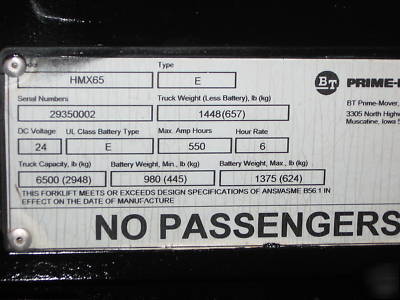 Type
HMX65
E
BT
PRIME-
Serial Numbers
Truck Weight (Less Battery), lb (kg)
29350002
1448(657)
BT Prime-Mover,
3305 North High
Muscatine, Iowa 5
DC Voltage
UL Class Battery Type
Max. Amp Hours
Hour Rate
24
E
550
6
Truck Capacity, lb (kg)
Battery Weight, Min., lb (kg)
Battery Weight, Max., lb (kg)
6500 (2948)
980 (445)
1375 (624)
THIS FORKLIFT MEETS OR EXCEEDS DESIGN SPECIFICATIONS OF ANSI/ASME B56.1 IN
EFFECT ON THE DATE OF MANUFACTURE
NO PASSENGERS